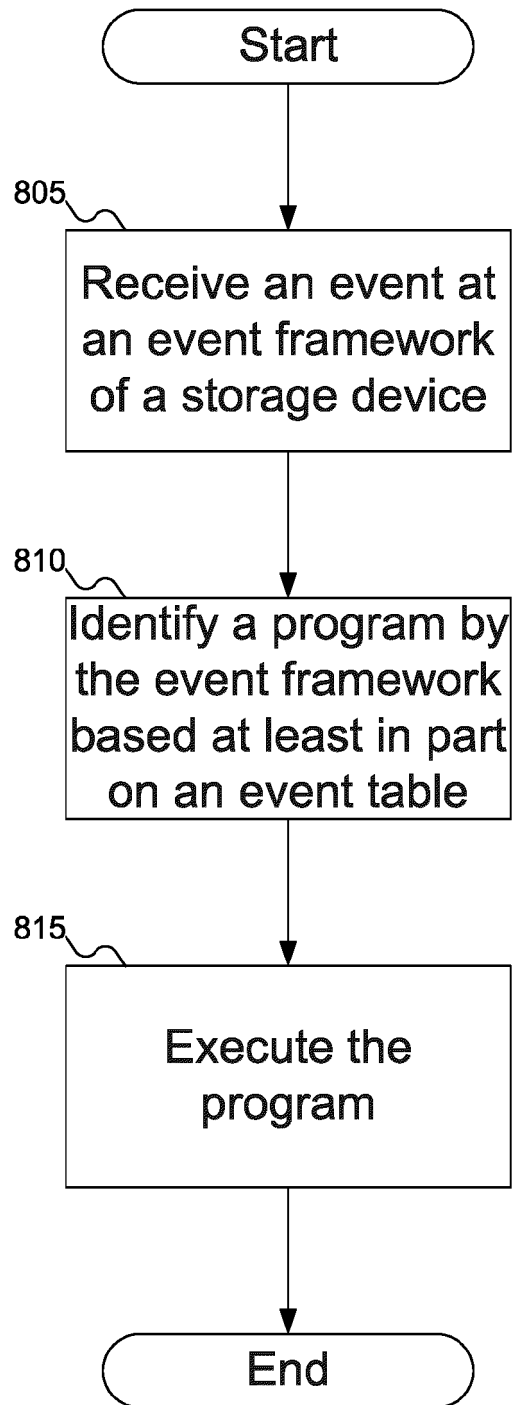 Start
805
Receive an event at
an event framework
of a storage device
810
Identify a program by
the event framework
based at least in part
on an event table
815
Execute the
program
End